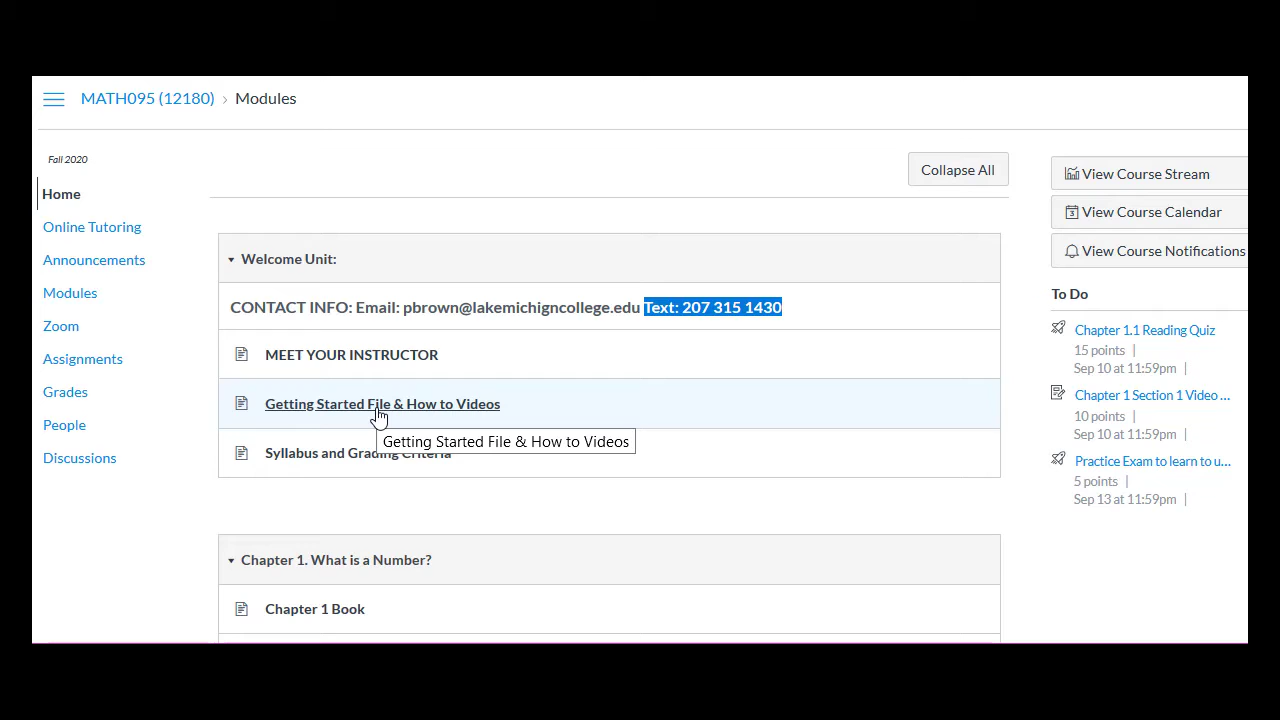 MATH095 (12180) › Modules
Fall 2020
Home
Online Tutoring
Announcements
Modules
Zoom
Assignments
Grades
People
Discussions
Collapse All
Welcome Unit:
CONTACT INFO: Email: pbrown@lakemichigncollege.edu Text: 207 315 1430
MEET YOUR INSTRUCTOR
Getting Started File & How to Videos
Getting Started File & How to Videos
Syllabus and Grading Criteria
Chapter 1. What is a Number?
Chapter 1 Book
View Course Stream
3 View Course Calendar
View Course Notifications
To Do
Chapter 1.1 Reading Quiz
15 points |
Sep 10 at 11:59pm |
Chapter 1 Section 1 Video ...
10 points |
Sep 10 at 11:59pm |
Practice Exam to learn to u...
5 points |
Sep 13 at 11:59pm |